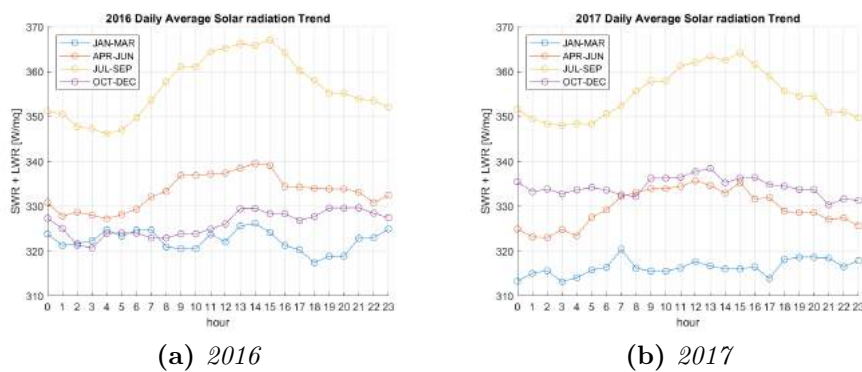 2016 Daily Average Solar radiation Trend
370
360
350
340
330
320
310
SWR + LWR [W/mq]
JAN-MAR
APR-JUN
JUL-SEP
OCT-DEC
0 1 2 3 4 5 6 7 8 9 10 11 12 13 14 15 16 17 18 19 20 21 22 23
hour
(a) 2016
2017 Daily Average Solar radiation Trend
370
360
350
340
330
320
310
SWR + LWR [W/mq]
JAN-MAR
APR-JUN
JUL-SEP
OCT-DEC
0 1 2 3 4 5 6 7 8 9 10 11 12 13 14 15 16 17 18 19 20 21 22 23
hour
(b) 2017